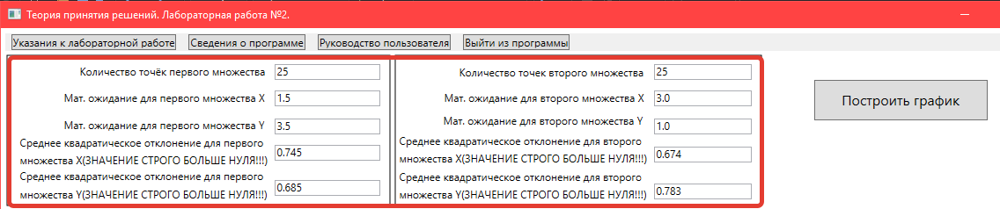 Теория принятия решений. Лабораторная работа №2.
Указания к лабораторной работе Сведения о программе Руководство пользователя Выйти из программы
Количество точёк первого множества 25
Мат. ожидание для первого множества X 1.5
Мат. ожидание для первого множества Y 3.5
Среднее квадратическое отклонение для первого
множества X(ЗНАЧЕНИЕ СТРОГО БОЛЬШЕ НУЛЯ!!!) 0.745
Среднее квадратическое отклонение для первого
множества Y(ЗНАЧЕНИЕ СТРОГО БОЛЬШЕ НУЛЯ!!!) 0.685
Количество точек второго множества 25
Мат. ожидание для второго множества X 3.0
Мат. ожидание для второго множества Y 1.0
Среднее квадратическое отклонение для второго
множества X(ЗНАЧЕНИЕ СТРОГО БОЛЬШЕ НУЛЯ!!!) 0.674
Среднее квадратическое отклонение для второго
множества Y(ЗНАЧЕНИЕ СТРОГО БОЛЬШЕ НУЛЯ!!!) 0.783
Построить график